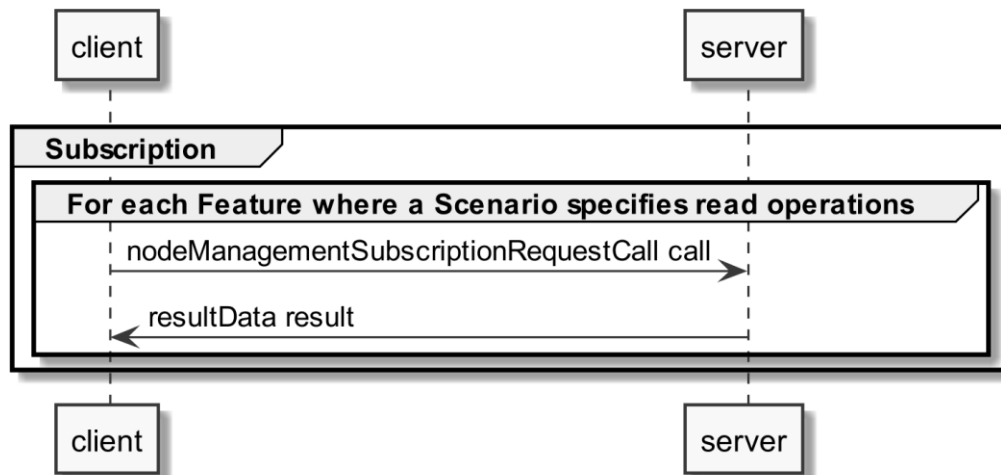 client
server
Subscription
For each Feature where a Scenario specifies read operations
nodeManagementSubscriptionRequestCall call
resultData result
client
server